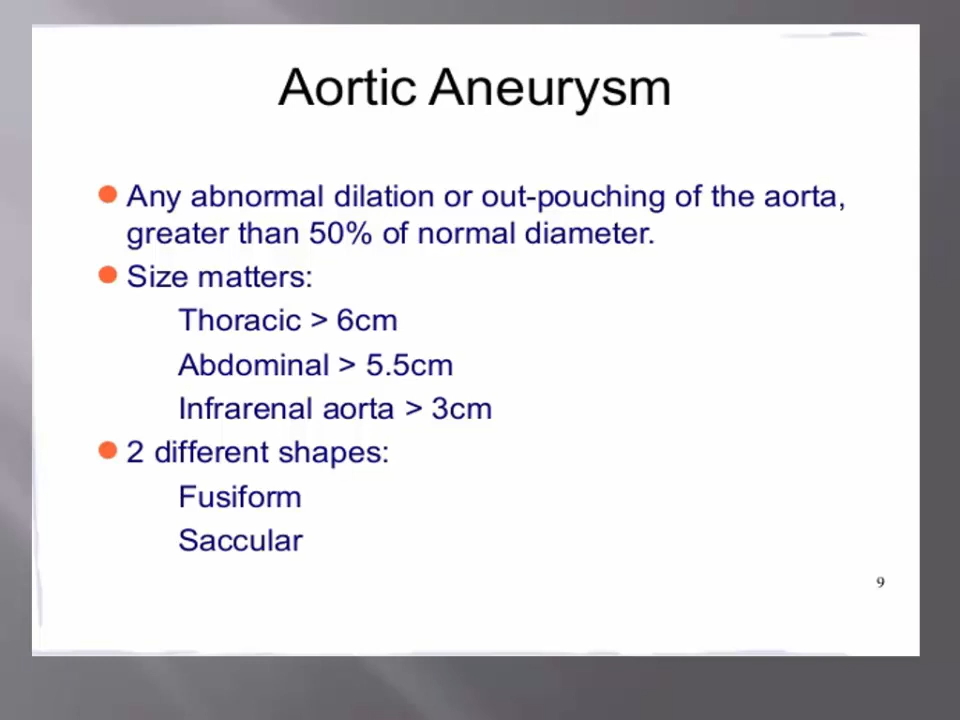 Aortic Aneurysm
Any abnormal dilation or out-pouching of the aorta,
greater than 50% of normal diameter.
Size matters:
Thoracic > 6cm
Abdominal > 5.5cm
Infrarenal aorta > 3cm
2 different shapes:
Fusiform
Saccular
9